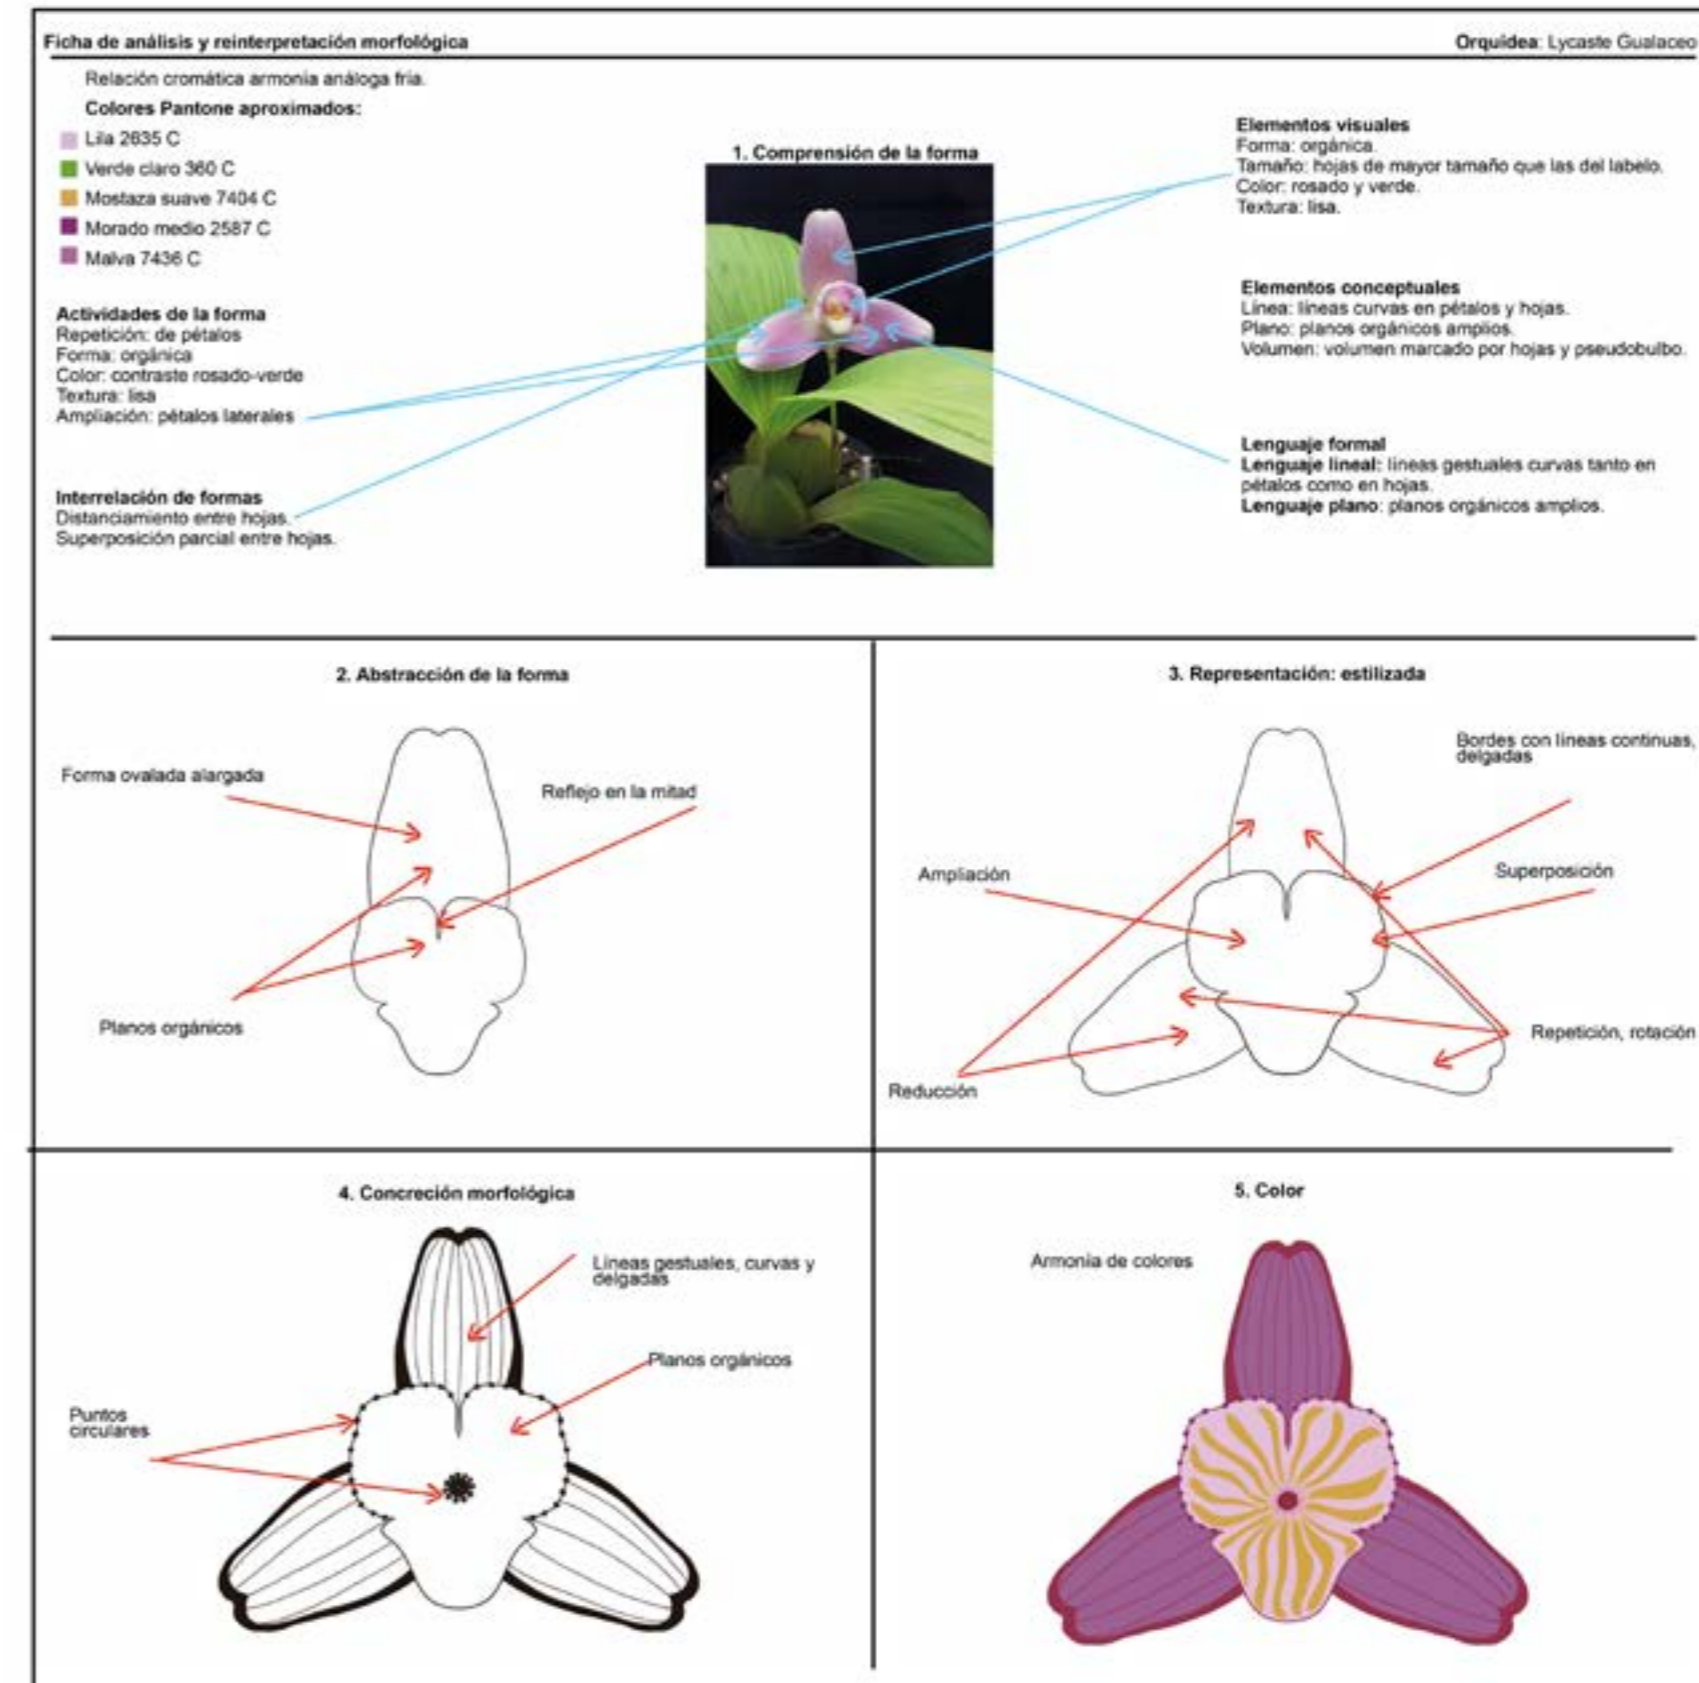 Ficha de análisis y reinterpretación morfológica
Orquídea: Lycaste Gualaceo
Relación cromática armonía análoga fría.
Colores Pantone aproximados:
Lila 2635 C
Verde claro 360 C
Mostaza suave 7404 C
Morado medio 2587 C
Malva 7436 C
Actividades de la forma
Repetición: de pétalos
Forma: orgánica
Color: contraste rosado-verde
Textura: lisa
Ampliación: pétalos laterales
Interrelación de formas
Distanciamiento entre hojas.
Superposición parcial entre hojas.
1. Comprensión de la forma
Elementos visuales
Forma: orgánica.
Tamaño: hojas de mayor tamaño que las del labelo.
Color: rosado y verde.
Textura: lisa.
Elementos conceptuales
Línea: líneas curvas en pétalos y hojas.
Plano: planos orgánicos amplios.
Volumen: volumen marcado por hojas y pseudobulbo.
Lenguaje formal
Lenguaje lineal: líneas gestuales curvas tanto en
pétalos como en hojas.
Lenguaje plano: planos orgánicos amplios.
2. Abstracción de la forma
Forma ovalada alargada
Reflejo en la mitad
Planos orgánicos
3. Representación: estilizada
Bordes con líneas continuas,
delgadas
Ampliación
Superposición
Repetición, rotación
Reducción
4. Concreción morfológica
Líneas gestuales, curvas y
delgadas
Planos orgánicos
Puntos
circulares
5. Color
Armonía de colores